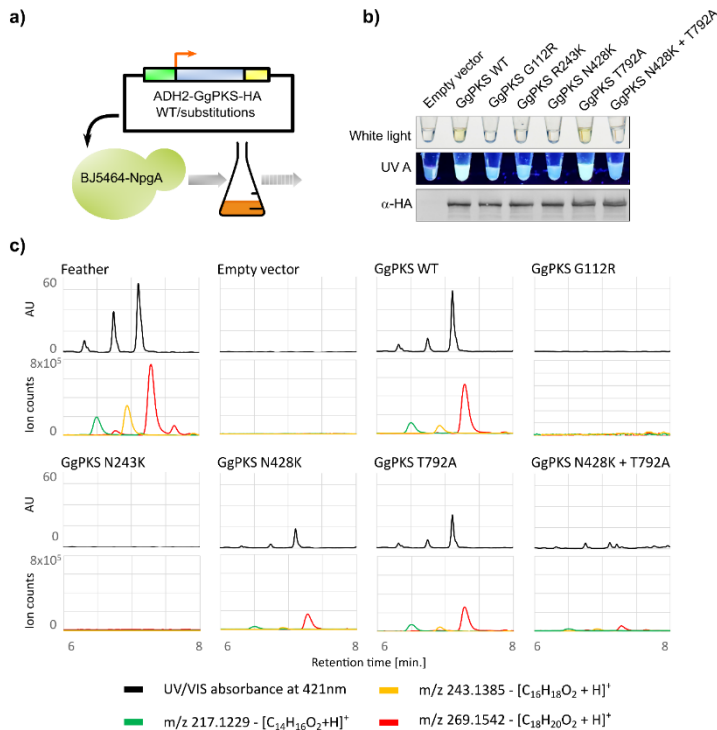 a)
ADH2-GgPKS-HA
WT/substitutions
BJ5464-NpgA
b)
Empty vector
GgPKS WT
GgPKS G112R
GgPKS R243K
GgPKS N428K
GgPKS T792A
GgPKS N428K + T792A
White light
UV A
α-HA
c)
Feather
Empty vector
GgPKS WT
GgPKS G112R
60
AU
0
8x10⁵
Ion counts
0
GgPKS N243K
GgPKS N428K
GgPKS T792A
GgPKS N428K + T792A
60
AU
0
8x10⁵
Ion counts
0
6 8 6 8 6 8 6 8
Retention time [min.]
UV/VIS absorbance at 421nm
m/z 243.1385 - [C₁₆H₁₈O₂ + H]⁺
m/z 217.1229 - [C₁₄H₁₆O₂+H]⁺
m/z 269.1542 - [C₁₈H₂₀O₂ + H]⁺